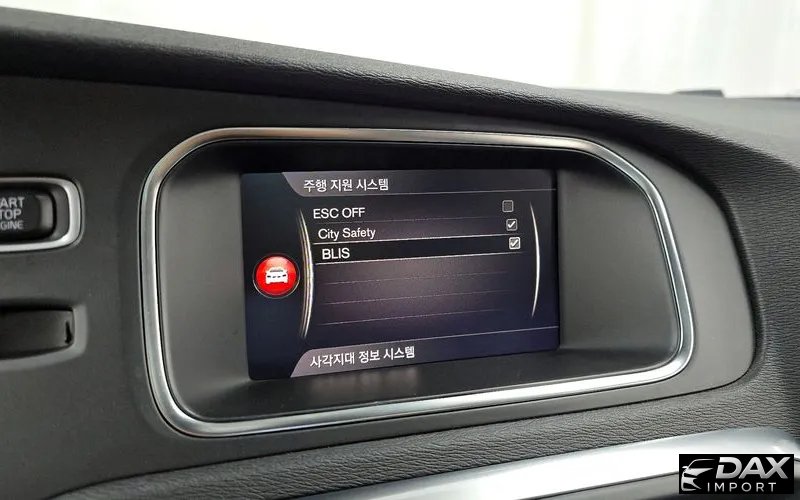 주행 지원 시스템
ESC OFF
City Safety
BLIS
사각지대 정보 시스템
START
STOP
ENGINE
DAX
IMPORT